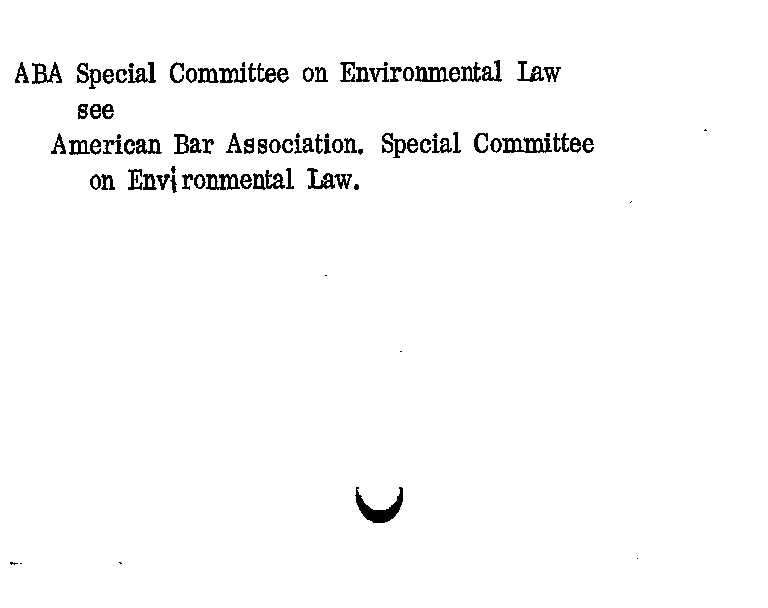 ABA Special Committee on Environmental Law
see
American Bar Association. Special Committee
on Environmental Law.